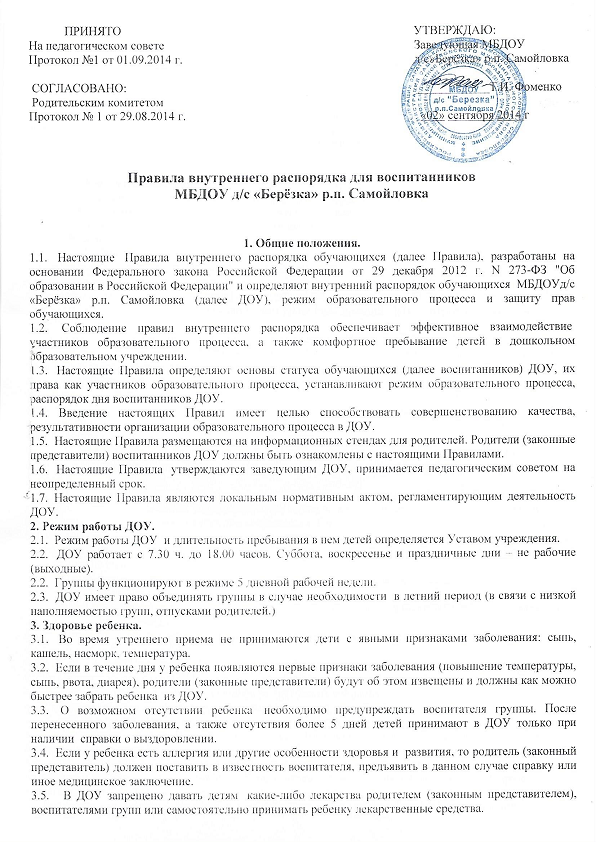 ПРИНЯТО
На педагогическом совете
Протокол №1 от 01.09.2014 г.
СОГЛАСОВАНО:
Родительским комитетом
Протокол № 1 от 29.08.2014 г.
УТВЕРЖДАЮ:
Заведующая МБДОУ
д/с «Берёзка» р.п. Самойловка
Т.И. Фоменко
«02» сентября 2014 г
МБДОУ
д/с "Березка"
р.п.Самойловка
Правила внутреннего распорядка для воспитанников
МБДОУ д/с «Берёзка» р.п. Самойловка
1. Общие положения.
1.1. Настоящие Правила внутреннего распорядка обучающихся (далее Правила), разработаны на
основании Федерального закона Российской Федерации от 29 декабря 2012 г. N 273-ФЗ "Об
образовании в Российской Федерации" и определяют внутренний распорядок обучающихся МБДОУд/с
«Берёзка» р.п. Самойловка (далее ДОУ), режим образовательного процесса и защиту прав
обучающихся.
1.2. Соблюдение правил внутреннего распорядка обеспечивает эффективное взаимодействие
участников образовательного процесса, а также комфортное пребывание детей в дошкольном
образовательном учреждении.
1.3. Настоящие Правила определяют основы статуса обучающихся (далее воспитанников) ДОУ, их
права как участников образовательного процесса, устанавливают режим образовательного процесса,
распорядок дня воспитанников ДОУ.
1.4. Введение настоящих Правил имеет целью способствовать совершенствованию качества,
результативности организации образовательного процесса в ДОУ.
1.5. Настоящие Правила размещаются на информационных стендах для родителей. Родители (законные
представители) воспитанников ДОУ должны быть ознакомлены с настоящими Правилами.
1.6. Настоящие Правила утверждаются заведующим ДОУ, принимается педагогическим советом на
неопределенный срок.
1.7. Настоящие Правила являются локальным нормативным актом, регламентирующим деятельность
ДОУ.
2. Режим работы ДОУ.
2.1. Режим работы ДОУ и длительность пребывания в нем детей определяется Уставом учреждения.
2.2. ДОУ работает с 7.30 ч. до 18.00 часов. Суббота, воскресенье и праздничные дни – не рабочие
(выходные).
2.2. Группы функционируют в режиме 5 дневной рабочей недели.
2.3. ДОУ имеет право объединять группы в случае необходимости в летний период (в связи с низкой
наполняемостью групп, отпусками родителей.)
3. Здоровье ребенка.
3.1. Во время утреннего приема не принимаются дети с явными признаками заболевания: сыпь,
кашель, насморк, температура.
3.2. Если в течение дня у ребенка появляются первые признаки заболевания (повышение температуры,
сыпь, рвота, диарея), родители (законные представители) будут об этом извещены и должны как можно
быстрее забрать ребенка из ДОУ.
3.3. О возможном отсутствии ребенка необходимо предупреждать воспитателя группы. После
перенесенного заболевания, а также отсутствия более 5 дней детей принимают в ДОУ только при
наличии справки о выздоровлении.
3.4. Если у ребенка есть аллергия или другие особенности здоровья и развития, то родитель (законный
представитель) должен поставить в известность воспитателя, предъявить в данном случае справку или
иное медицинское заключение.
3.5. В ДОУ запрещено давать детям какие-либо лекарства родителем (законным представителем),
воспитателями групп или самостоятельно принимать ребенку лекарственные средства.